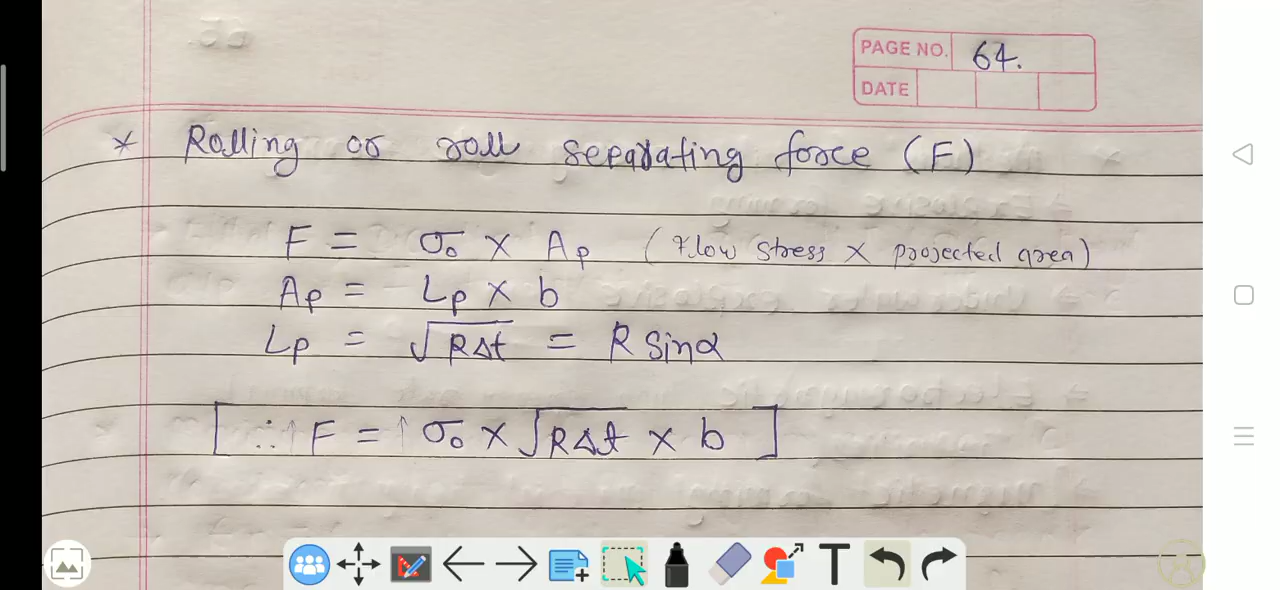 PAGE NO. 64.
DATE
* Rolling or roll separating force (F)
F = σ₀ × Ap (Flow stress × projected area)
Ap = Lp × b
Lp = √RΔt = R Sinα
[∴ ↑ F = ↑ σ₀ × √RΔt × b]
T